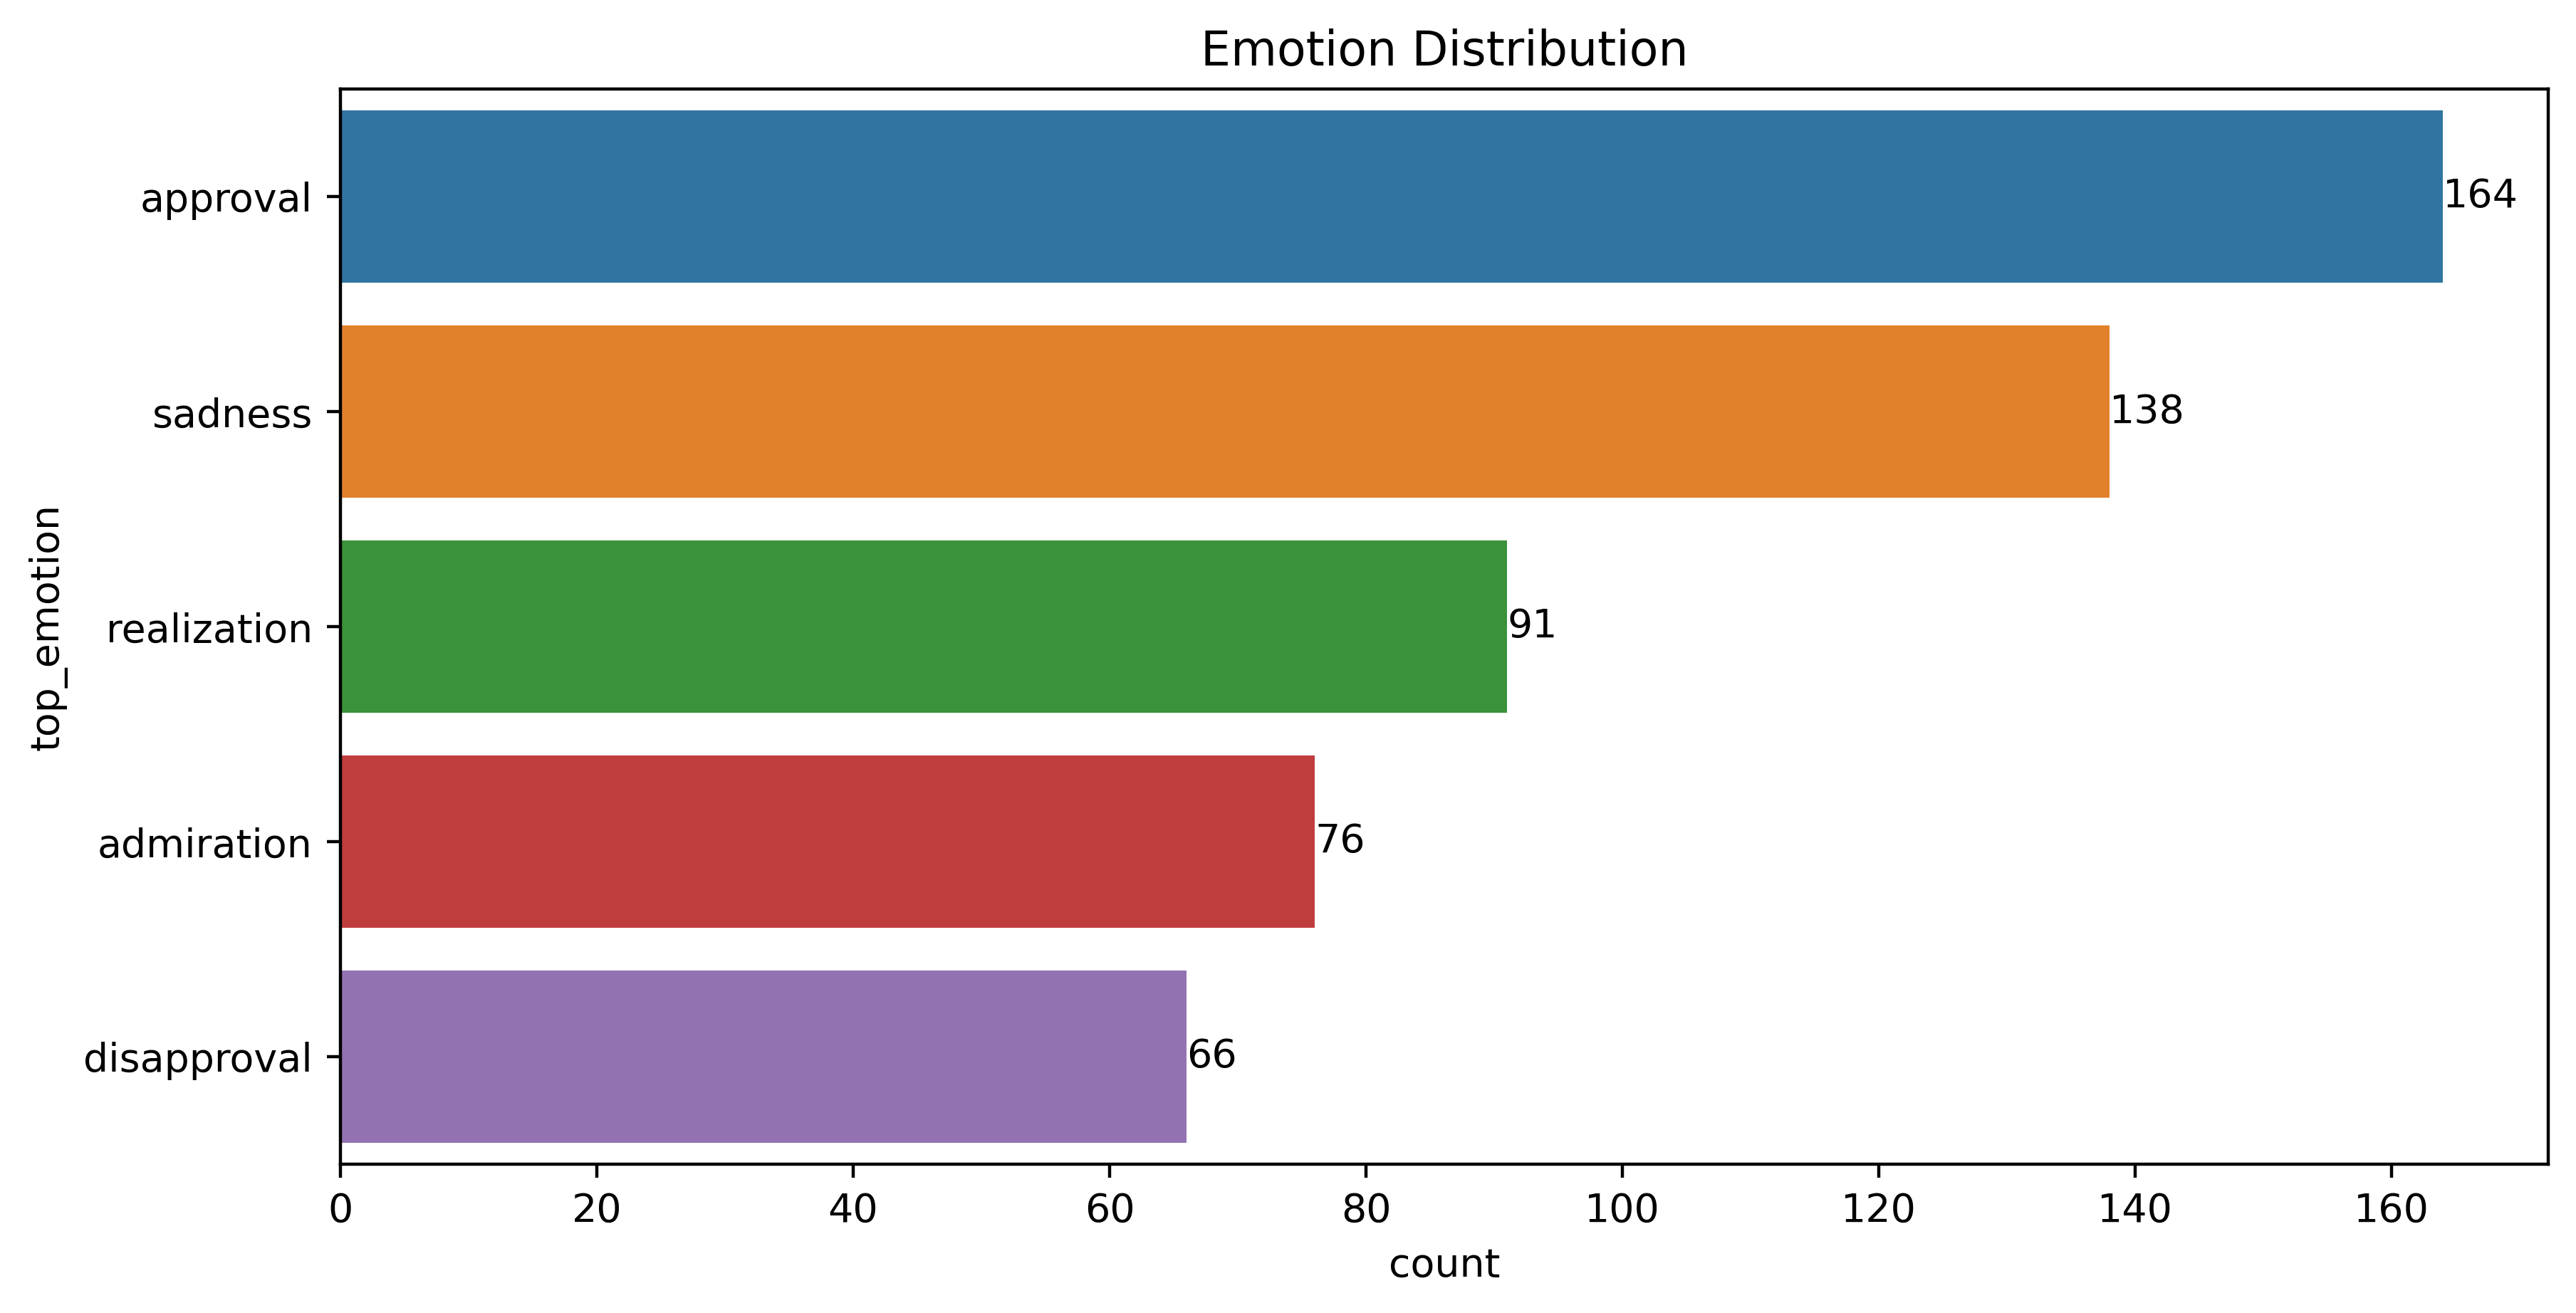 Emotion Distribution
approval
164
sadness
138
realization
91
admiration
76
disapproval
66
top_emotion
0 20 40 60 80 100 120 140 160
count